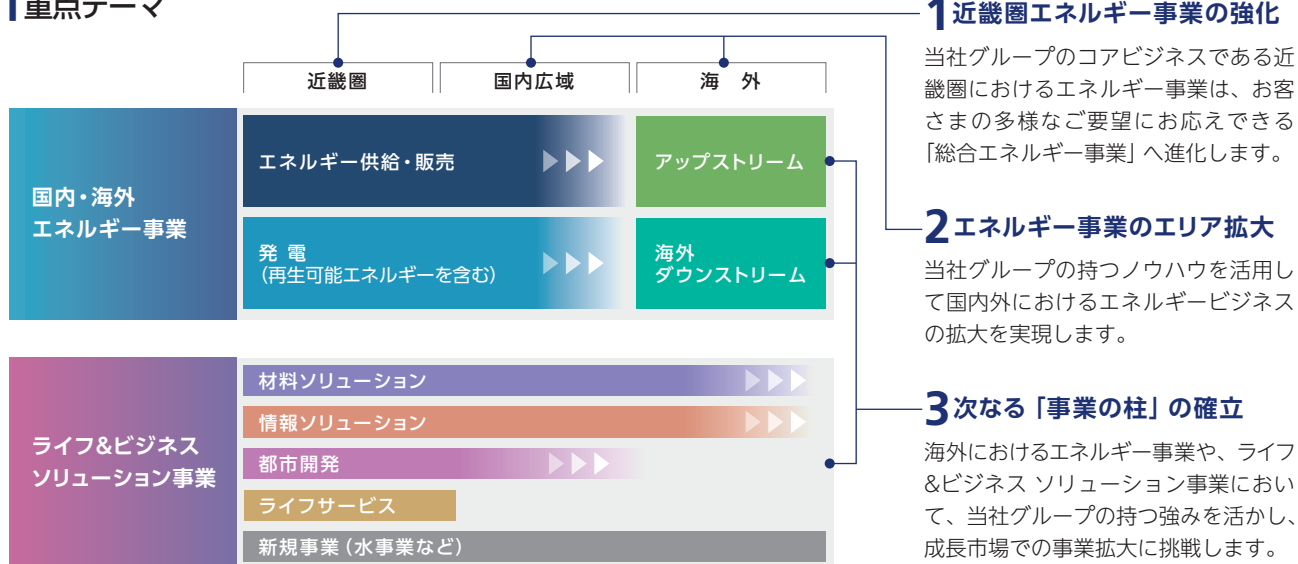 重点テーマ
近畿圏
国内広域
海 外
国内・海外
エネルギー事業
エネルギー供給・販売
アップストリーム
発 電
（再生可能エネルギーを含む）
海外
ダウンストリーム
ライフ&ビジネス
ソリューション事業
材料ソリューション
情報ソリューション
都市開発
ライフサービス
新規事業（水事業など）
1 近畿圏エネルギー事業の強化
当社グループのコアビジネスである近
畿圏におけるエネルギー事業は、お客
さまの多様なご要望にお応えできる
「総合エネルギー事業」へ進化します。
2 エネルギー事業のエリア拡大
当社グループの持つノウハウを活用し
て国内外におけるエネルギービジネス
の拡大を実現します。
3 次なる「事業の柱」の確立
海外におけるエネルギー事業や、ライフ
&ビジネス ソリューション事業におい
て、当社グループの持つ強みを活かし、
成長市場での事業拡大に挑戦します。